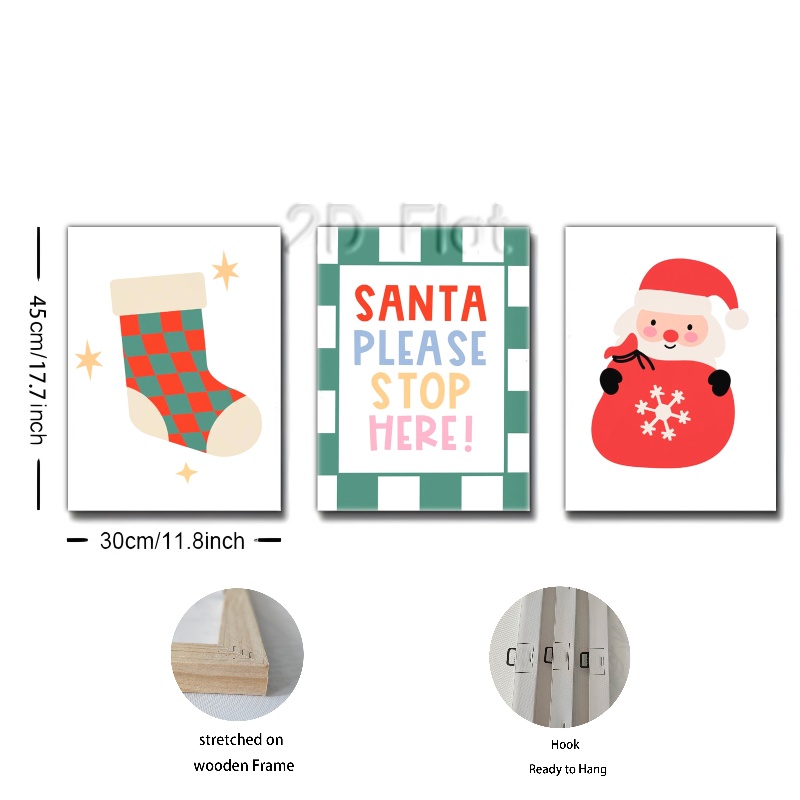 2D Flat
SANTA
PLEASE
STOP
HERE!
45cm/17.7inch
30cm/11.8inch
stretched on
wooden Frame
Hook
Ready to Hang